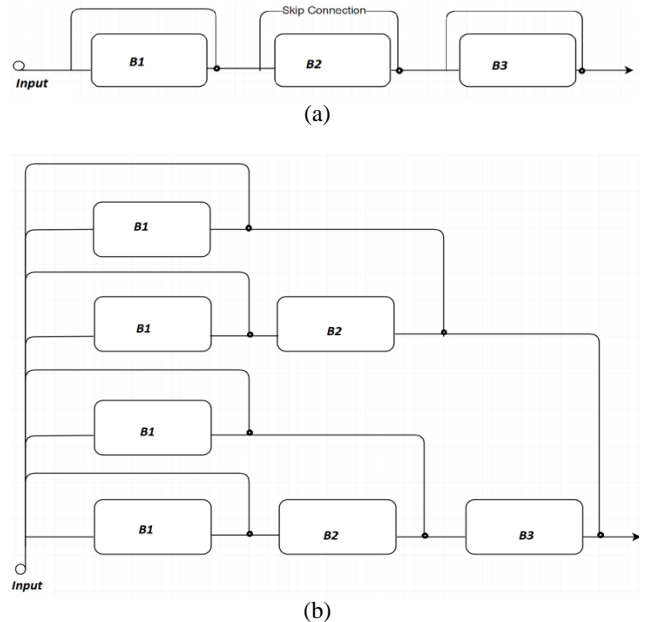 Skip Connection
B1 B2 B3
Input
(a)
B1
B1 B2
B1
B1 B2 B3
Input
(b)